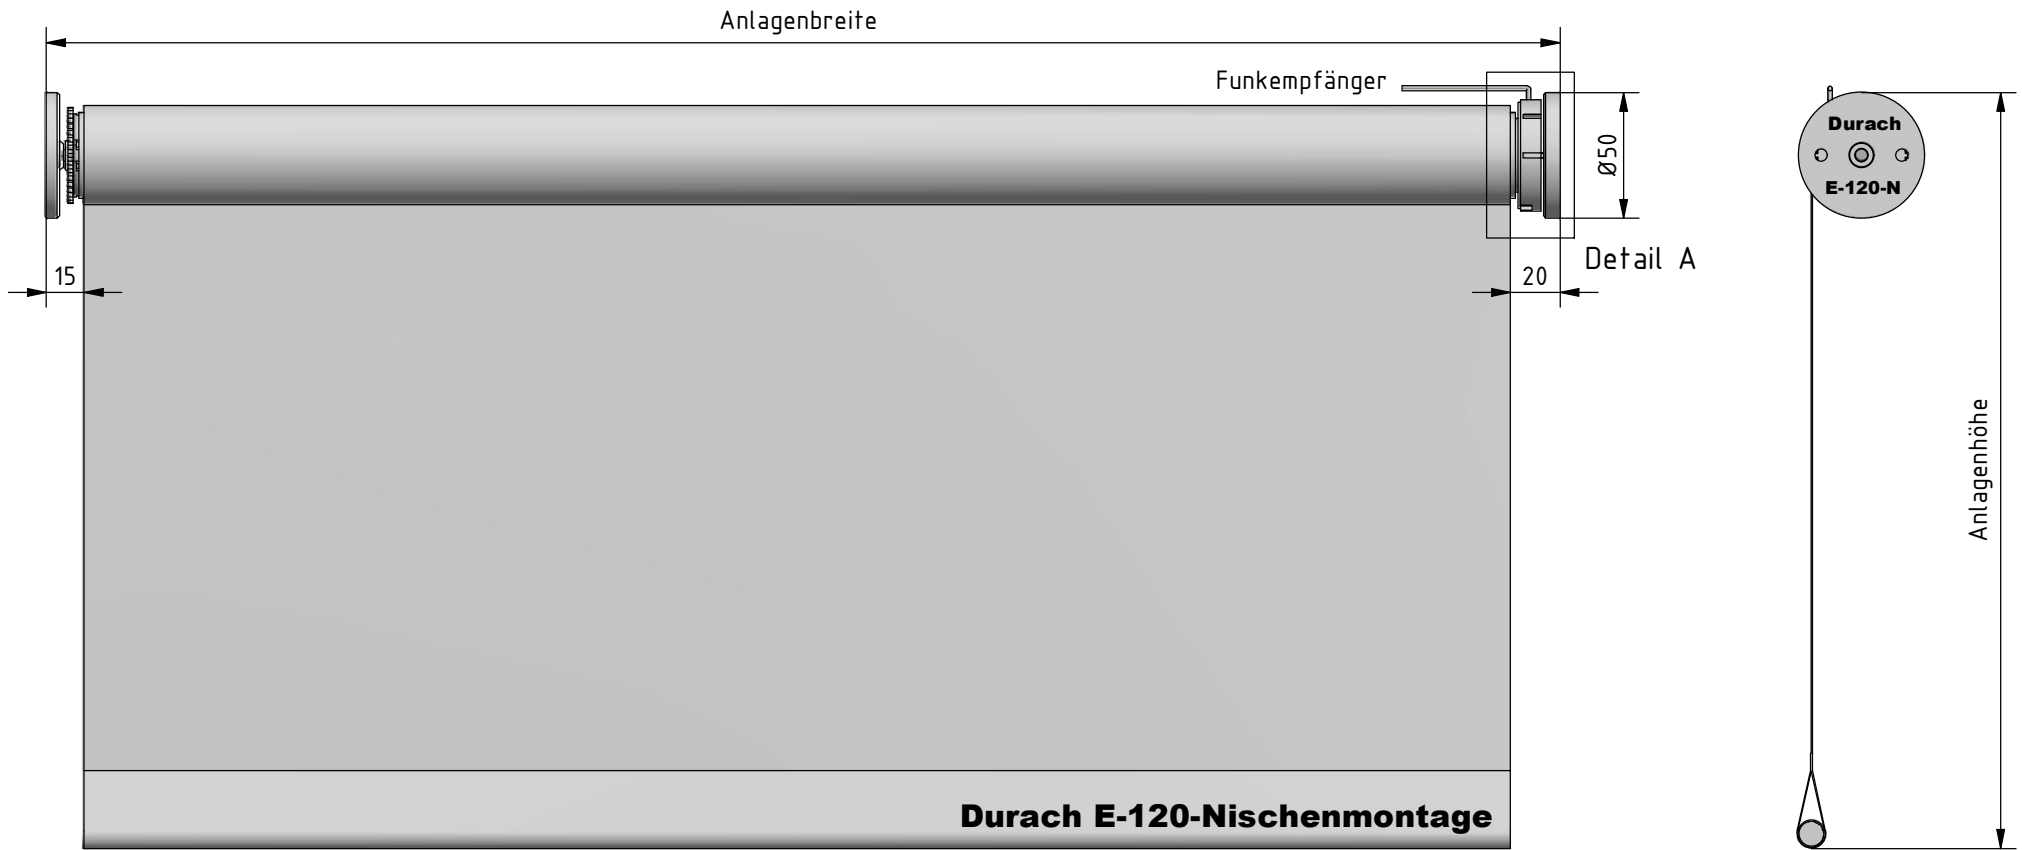 Anlagenbreite
Funkempfänger
Ø50
Durach
E-120-N
Detail A
15
20
Anlagenhöhe
Durach E-120-Nischenmontage